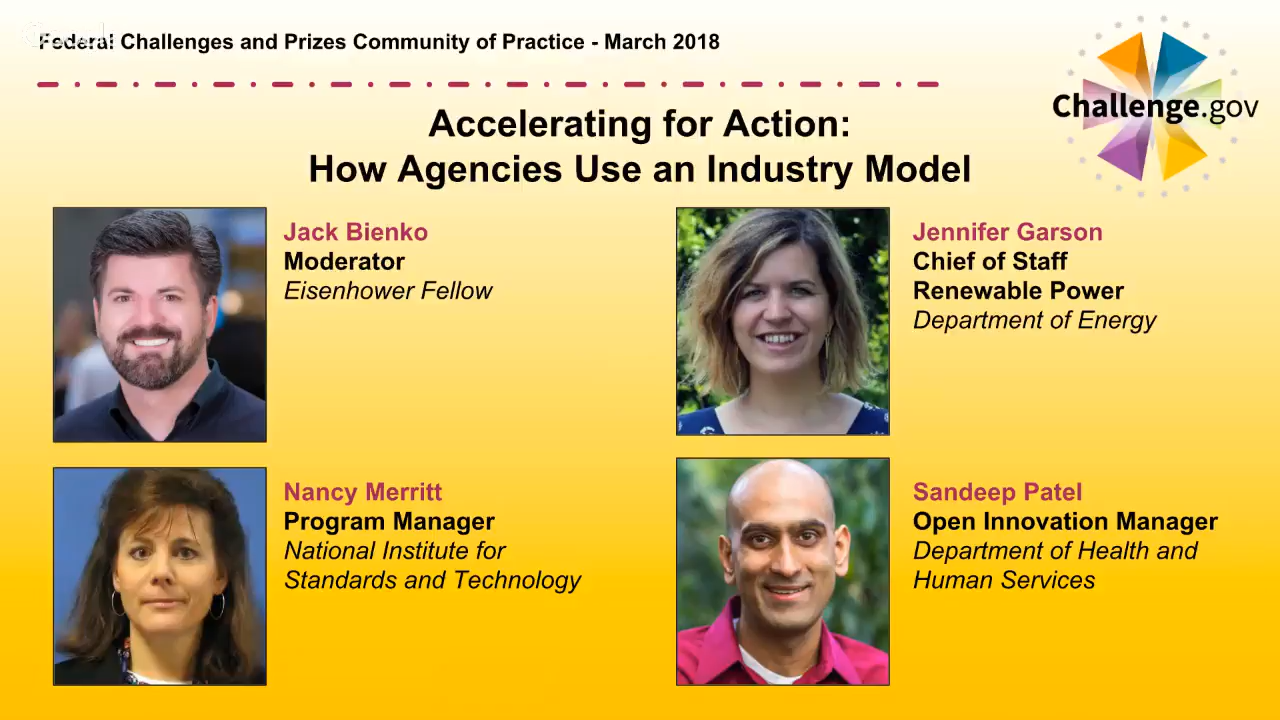 Federal Challenges and Prizes Community of Practice - March 2018
Challenge.gov
Accelerating for Action:
How Agencies Use an Industry Model
Jack Bienko
Moderator
Eisenhower Fellow
Jennifer Garson
Chief of Staff
Renewable Power
Department of Energy
Nancy Merritt
Program Manager
National Institute for
Standards and Technology
Sandeep Patel
Open Innovation Manager
Department of Health and
Human Services